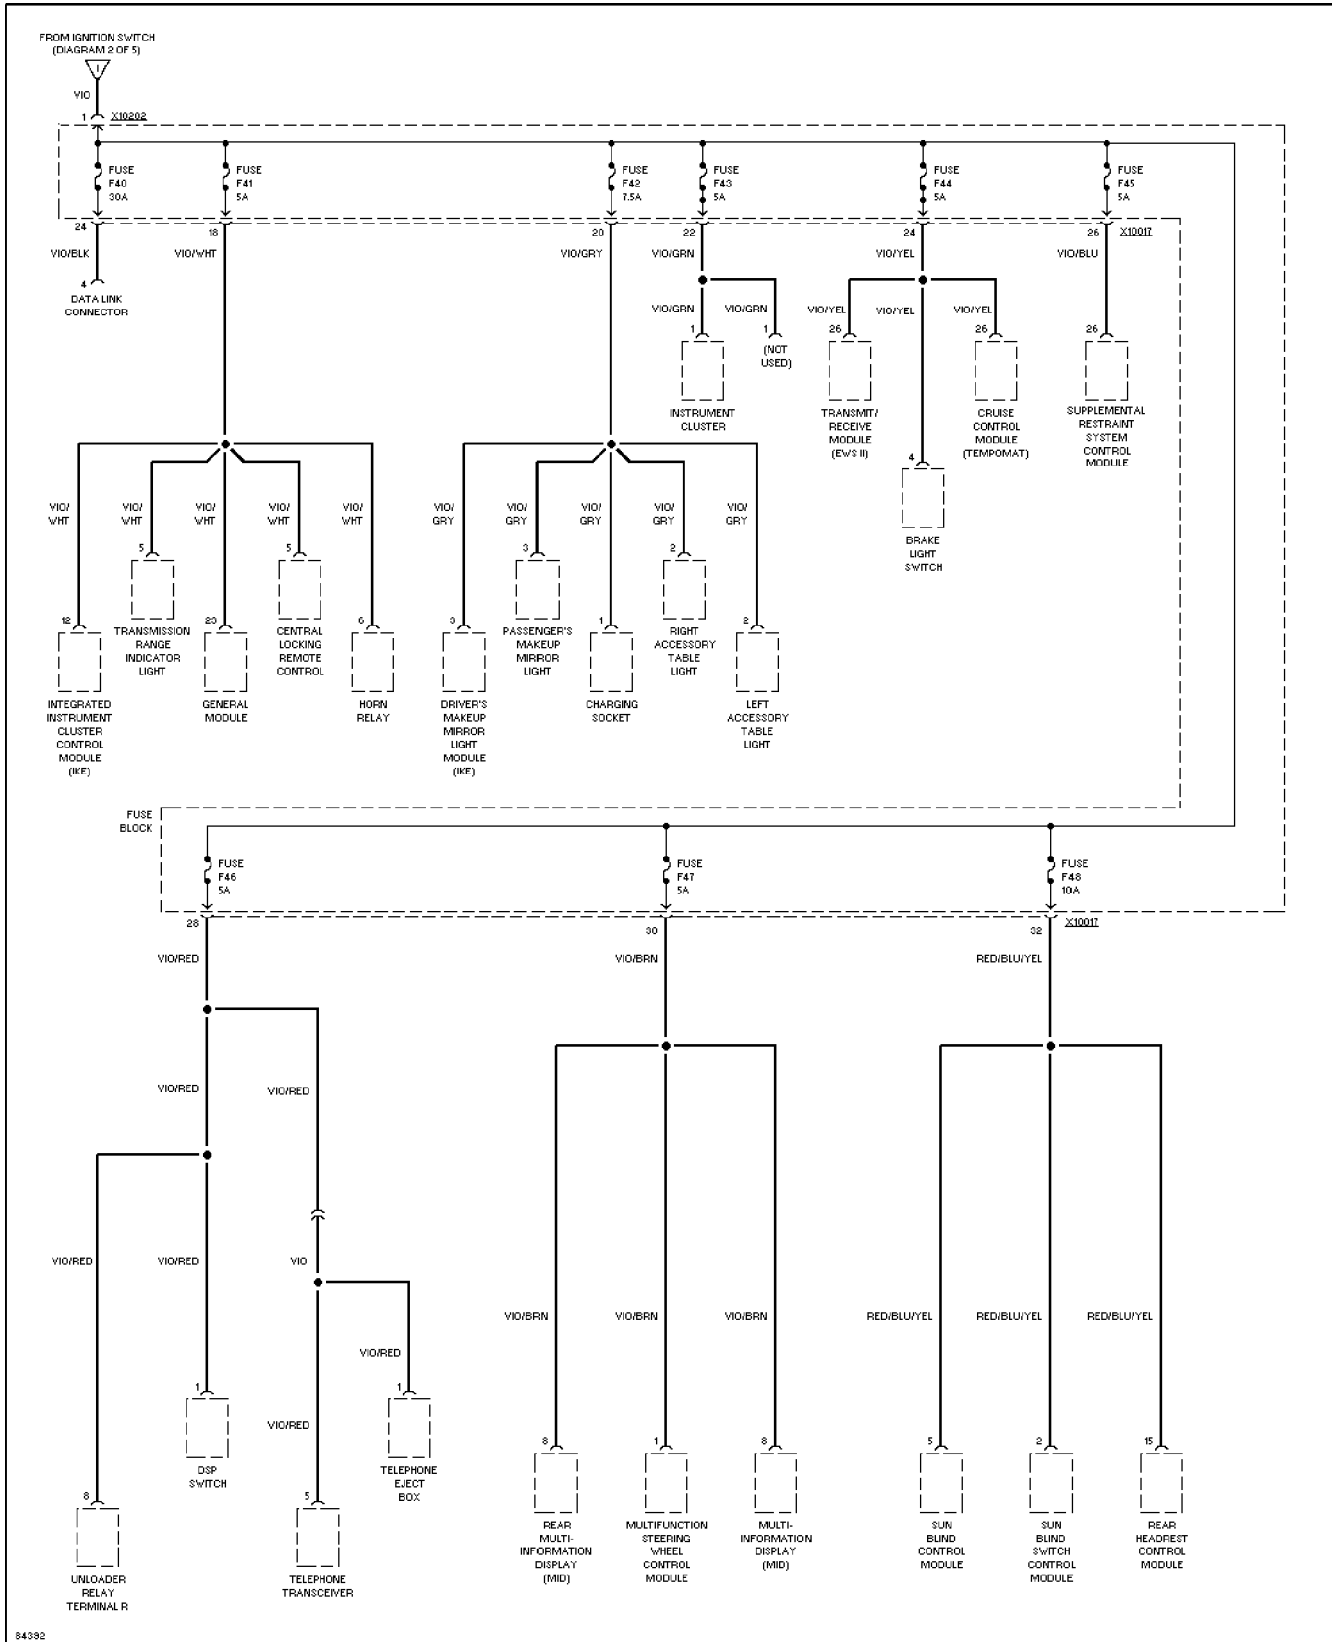 FROM IGNITION SWITCH
(DIAGRAM 2 OF 5)
1
VIO
1 X10202
FUSE
F40
30A
FUSE
F41
5A
FUSE
F42
7.5A
FUSE
F43
5A
FUSE
F44
5A
FUSE
F45
5A
24 18 20 22 24 26 X10017
VIO/BLK VIO/WHT VIO/GRY VIO/GRN VIO/YEL VIO/BLU
4
DATA LINK
CONNECTOR
VIO/GRN VIO/GRN VIO/YEL VIO/YEL VIO/YEL
1 1 26 26 26
(NOT
USED)
INSTRUMENT
CLUSTER
TRANSMIT/
RECEIVE
MODULE
(EWS II)
CRUISE
CONTROL
MODULE
(TEMPOMAT)
SUPPLEMENTAL
RESTRAINT
SYSTEM
CONTROL
MODULE
4
BRAKE
LIGHT
SWITCH
VIO/ VIO/ VIO/ VIO/ VIO/ VIO/ VIO/ VIO/ VIO/ VIO/
WHT WHT WHT WHT WHT GRY GRY GRY GRY GRY
5 5 3 2
12 23 6 3 1 2
TRANSMISSION
RANGE
INDICATOR
LIGHT
CENTRAL
LOCKING
REMOTE
CONTROL
PASSENGER'S
MAKEUP
MIRROR
LIGHT
RIGHT
ACCESSORY
TABLE
LIGHT
INTEGRATED
INSTRUMENT
CLUSTER
CONTROL
MODULE
(IKE)
GENERAL
MODULE
HORN
RELAY
DRIVER'S
MAKEUP
MIRROR
LIGHT
MODULE
(IKE)
CHARGING
SOCKET
LEFT
ACCESSORY
TABLE
LIGHT
FUSE
BLOCK
FUSE
F46
5A
FUSE
F47
5A
FUSE
F48
10A
28 30 32 X10017
VIO/RED VIO/BRN RED/BLU/YEL
VIO/RED VIO/RED
VIO/RED VIO/RED VIO
VIO/BRN VIO/BRN VIO/BRN RED/BLU/YEL RED/BLU/YEL RED/BLU/YEL
VIO/RED
1 1
VIO/RED
8 1 8 5 2 15
DSP
SWITCH
TELEPHONE
EJECT
BOX
8 5
REAR
MULTI-
INFORMATION
DISPLAY
(MID)
MULTIFUNCTION
STEERING
WHEEL
CONTROL
MODULE
MULTI-
INFORMATION
DISPLAY
(MID)
SUN
BLIND
CONTROL
MODULE
SUN
BLIND
SWITCH
CONTROL
MODULE
REAR
HEADREST
CONTROL
MODULE
UNLOADER
RELAY
TERMINAL R
TELEPHONE
TRANSCEIVER
84392